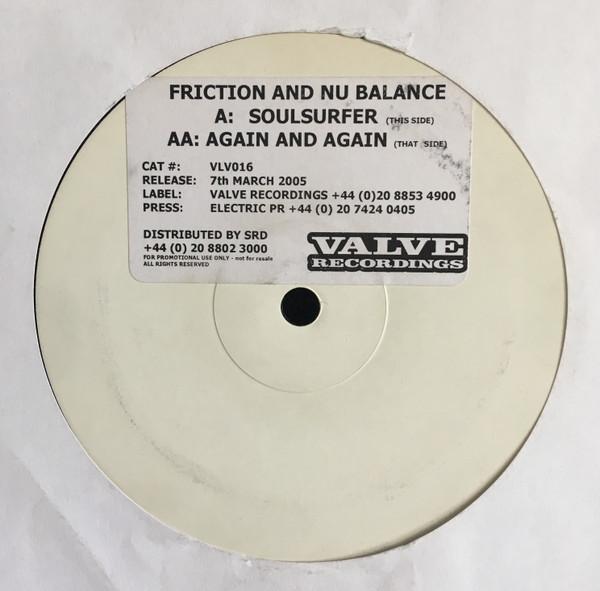 FRICTION AND NU BALANCE
A: SOULSURFER (THIS SIDE)
AA: AGAIN AND AGAIN (THAT SIDE)
CAT #: VLV016
RELEASE: 7th MARCH 2005
LABEL: VALVE RECORDINGS +44 (0)20 8853 4900
PRESS: ELECTRIC PR +44 (0) 20 7424 0405
DISTRIBUTED BY SRD
+44 (0) 20 8802 3000
FOR PROMOTIONAL USE ONLY - not for resale
ALL RIGHTS RESERVED
VALVE
RECORDINGS